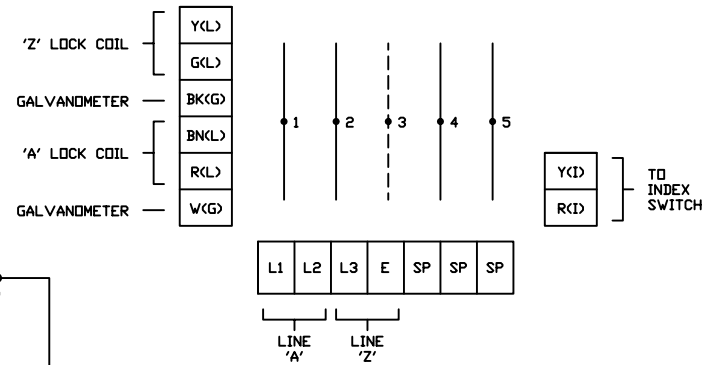 'Z' LOCK COIL
Y(L)
G(L)
GALVANOMETER
BK(G)
'A' LOCK COIL
BN(L)
R(L)
GALVANOMETER
W(G)
1 2 3 4 5
Y(I)
R(I)
TO
INDEX
SWITCH
L1 L2 L3 E SP SP SP
LINE
'A'
LINE
'Z'